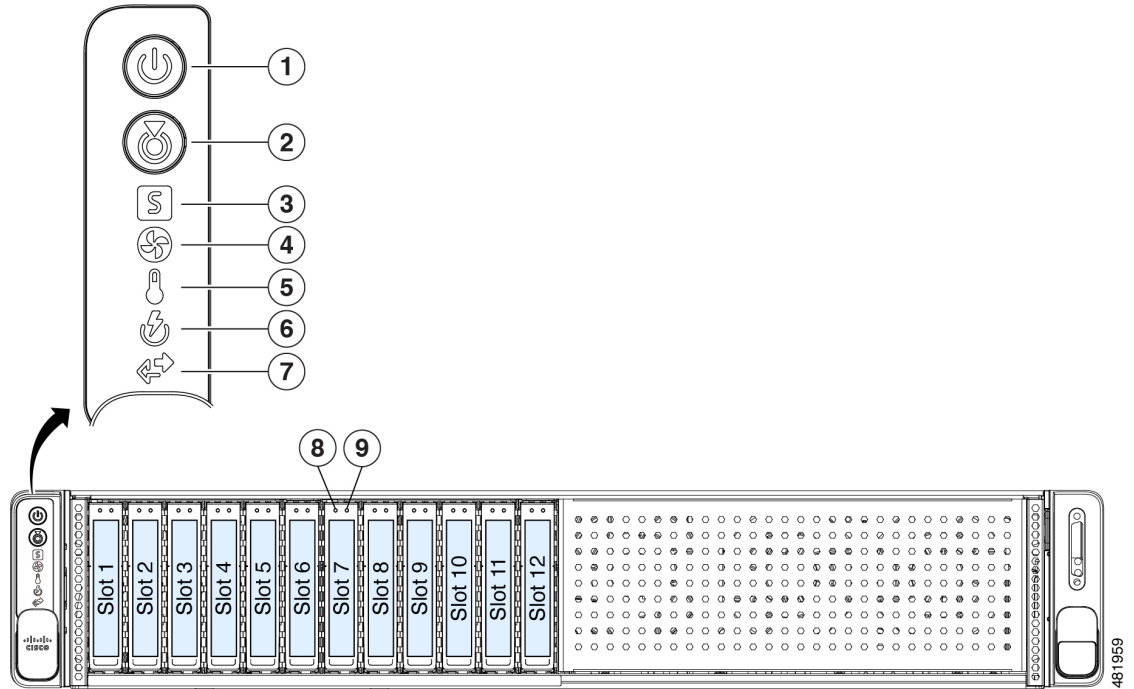 1
2
S
3
4
5
6
7
8
9
S
Slot 1
Slot 2
Slot 3
Slot 4
Slot 5
Slot 6
Slot 7
Slot 8
Slot 9
Slot 10
Slot 11
Slot 12
CISCO
481959